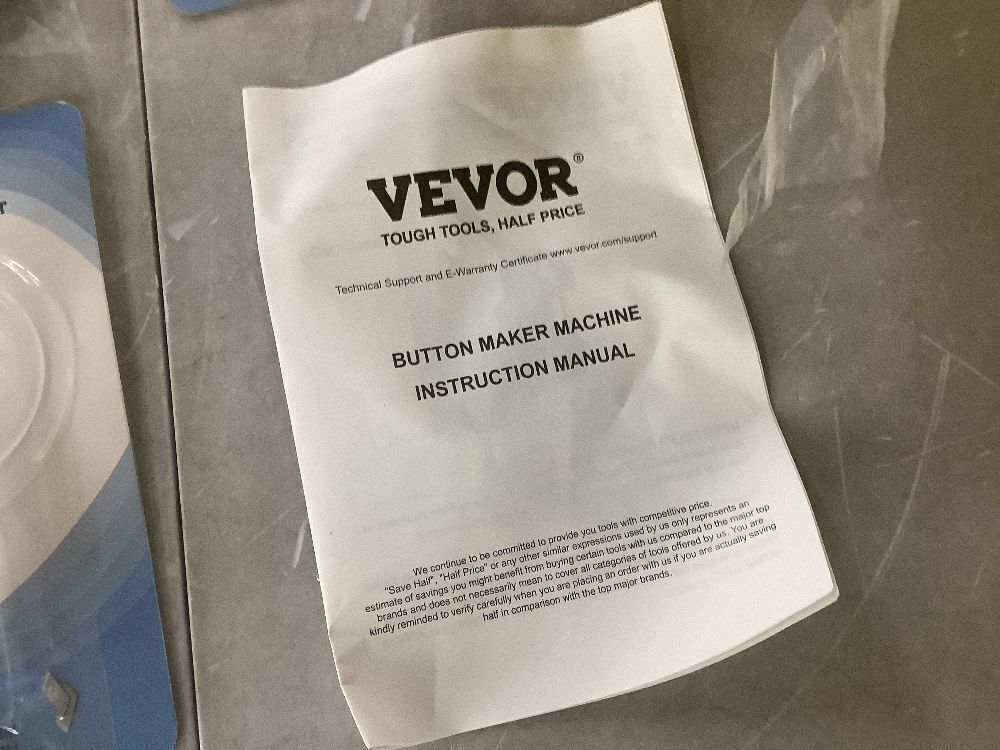 VEVOR®
TOUGH TOOLS, HALF PRICE
Technical Support and E-Warranty Certificate www.vevor.com/support
BUTTON MAKER MACHINE
INSTRUCTION MANUAL
We continue to be committed to provide you tools with competitive price.
"Save Half", "Half Price" or any other similar expressions used by us only represents an
estimate of savings you might benefit from buying certain tools with us compared to the major top
brands and does not necessarily mean to cover all categories of tools offered by us. You are
kindly reminded to verify carefully when you are placing an order with us if you are actually saving
half in comparison with the top major brands.